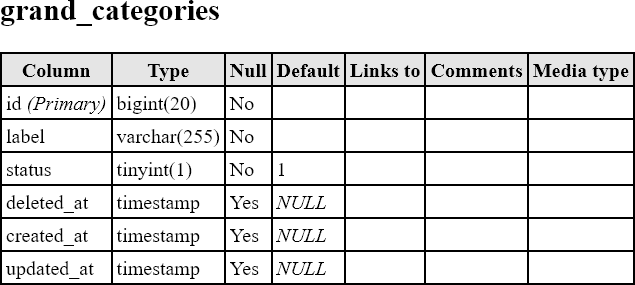 grand_categories
Column Type Null Default Links to Comments Media type
id (Primary) bigint(20) No
label varchar(255) No
status tinyint(1) No 1
deleted_at timestamp Yes NULL
created_at timestamp Yes NULL
updated_at timestamp Yes NULL